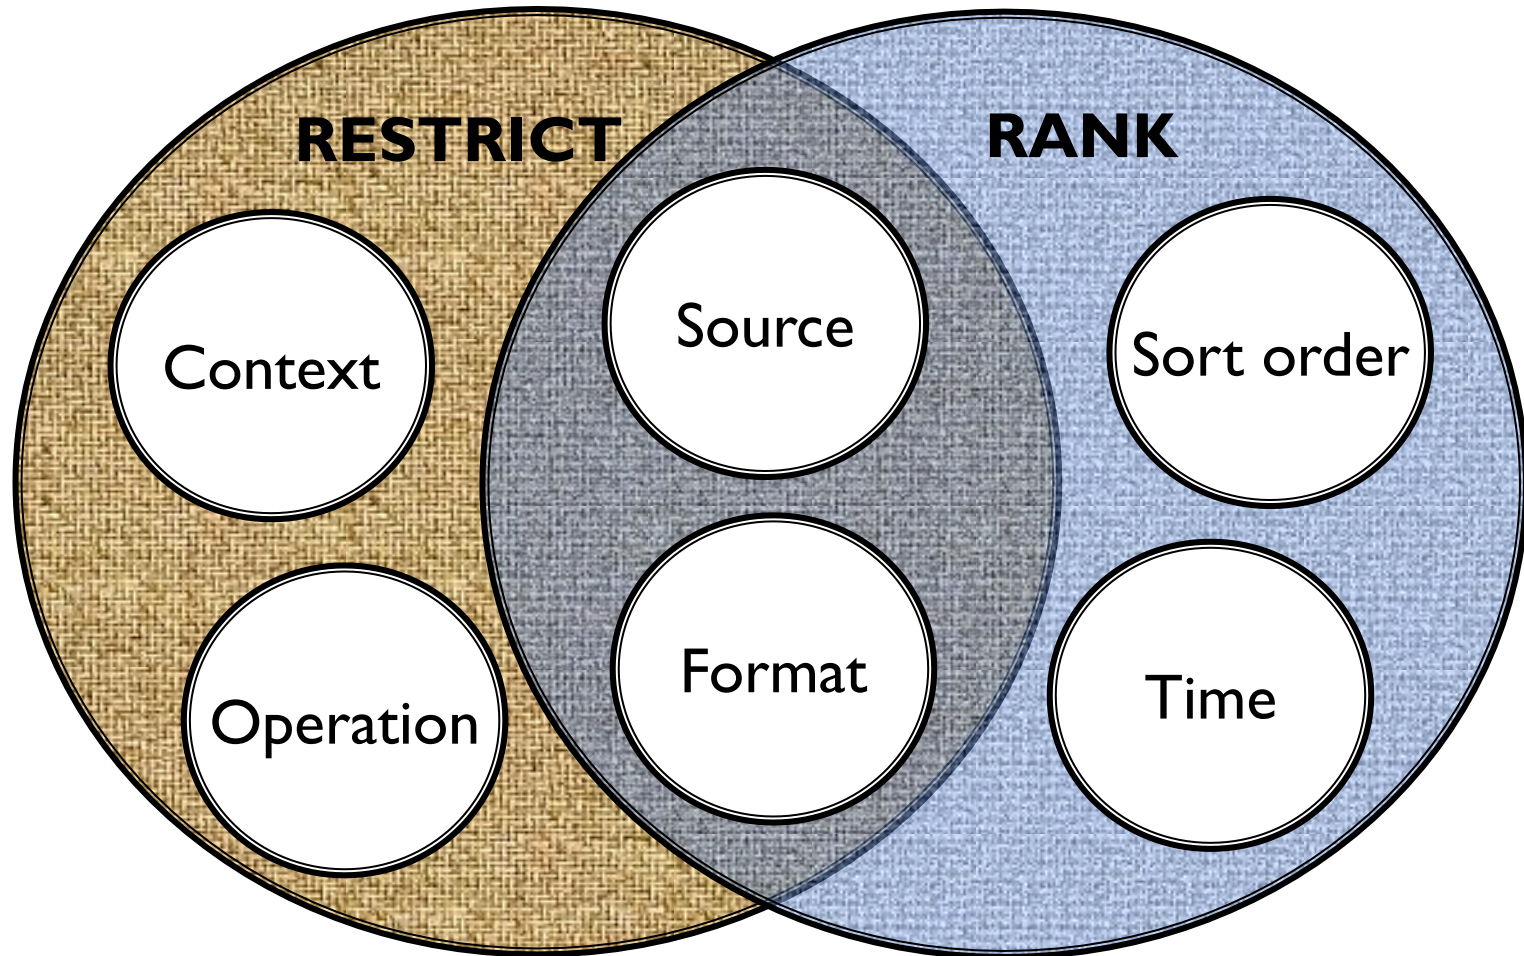 RESTRICT
RANK
Context
Source
Sort order
Operation
Format
Time